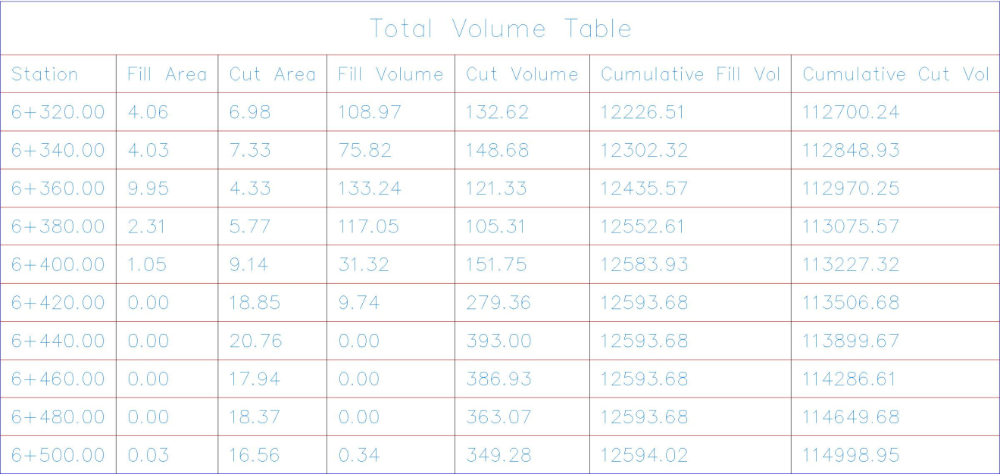 Total Volume Table
Station Fill Area Cut Area Fill Volume Cut Volume Cumulative Fill Vol Cumulative Cut Vol
6+320.00 4.06 6.98 108.97 132.62 12226.51 112700.24
6+340.00 4.03 7.33 75.82 148.68 12302.32 112848.93
6+360.00 9.95 4.33 133.24 121.33 12435.57 112970.25
6+380.00 2.31 5.77 117.05 105.31 12552.61 113075.57
6+400.00 1.05 9.14 31.32 151.75 12583.93 113227.32
6+420.00 0.00 18.85 9.74 279.36 12593.68 113506.68
6+440.00 0.00 20.76 0.00 393.00 12593.68 113899.67
6+460.00 0.00 17.94 0.00 386.93 12593.68 114286.61
6+480.00 0.00 18.37 0.00 363.07 12593.68 114649.68
6+500.00 0.03 16.56 0.34 349.28 12594.02 114998.95